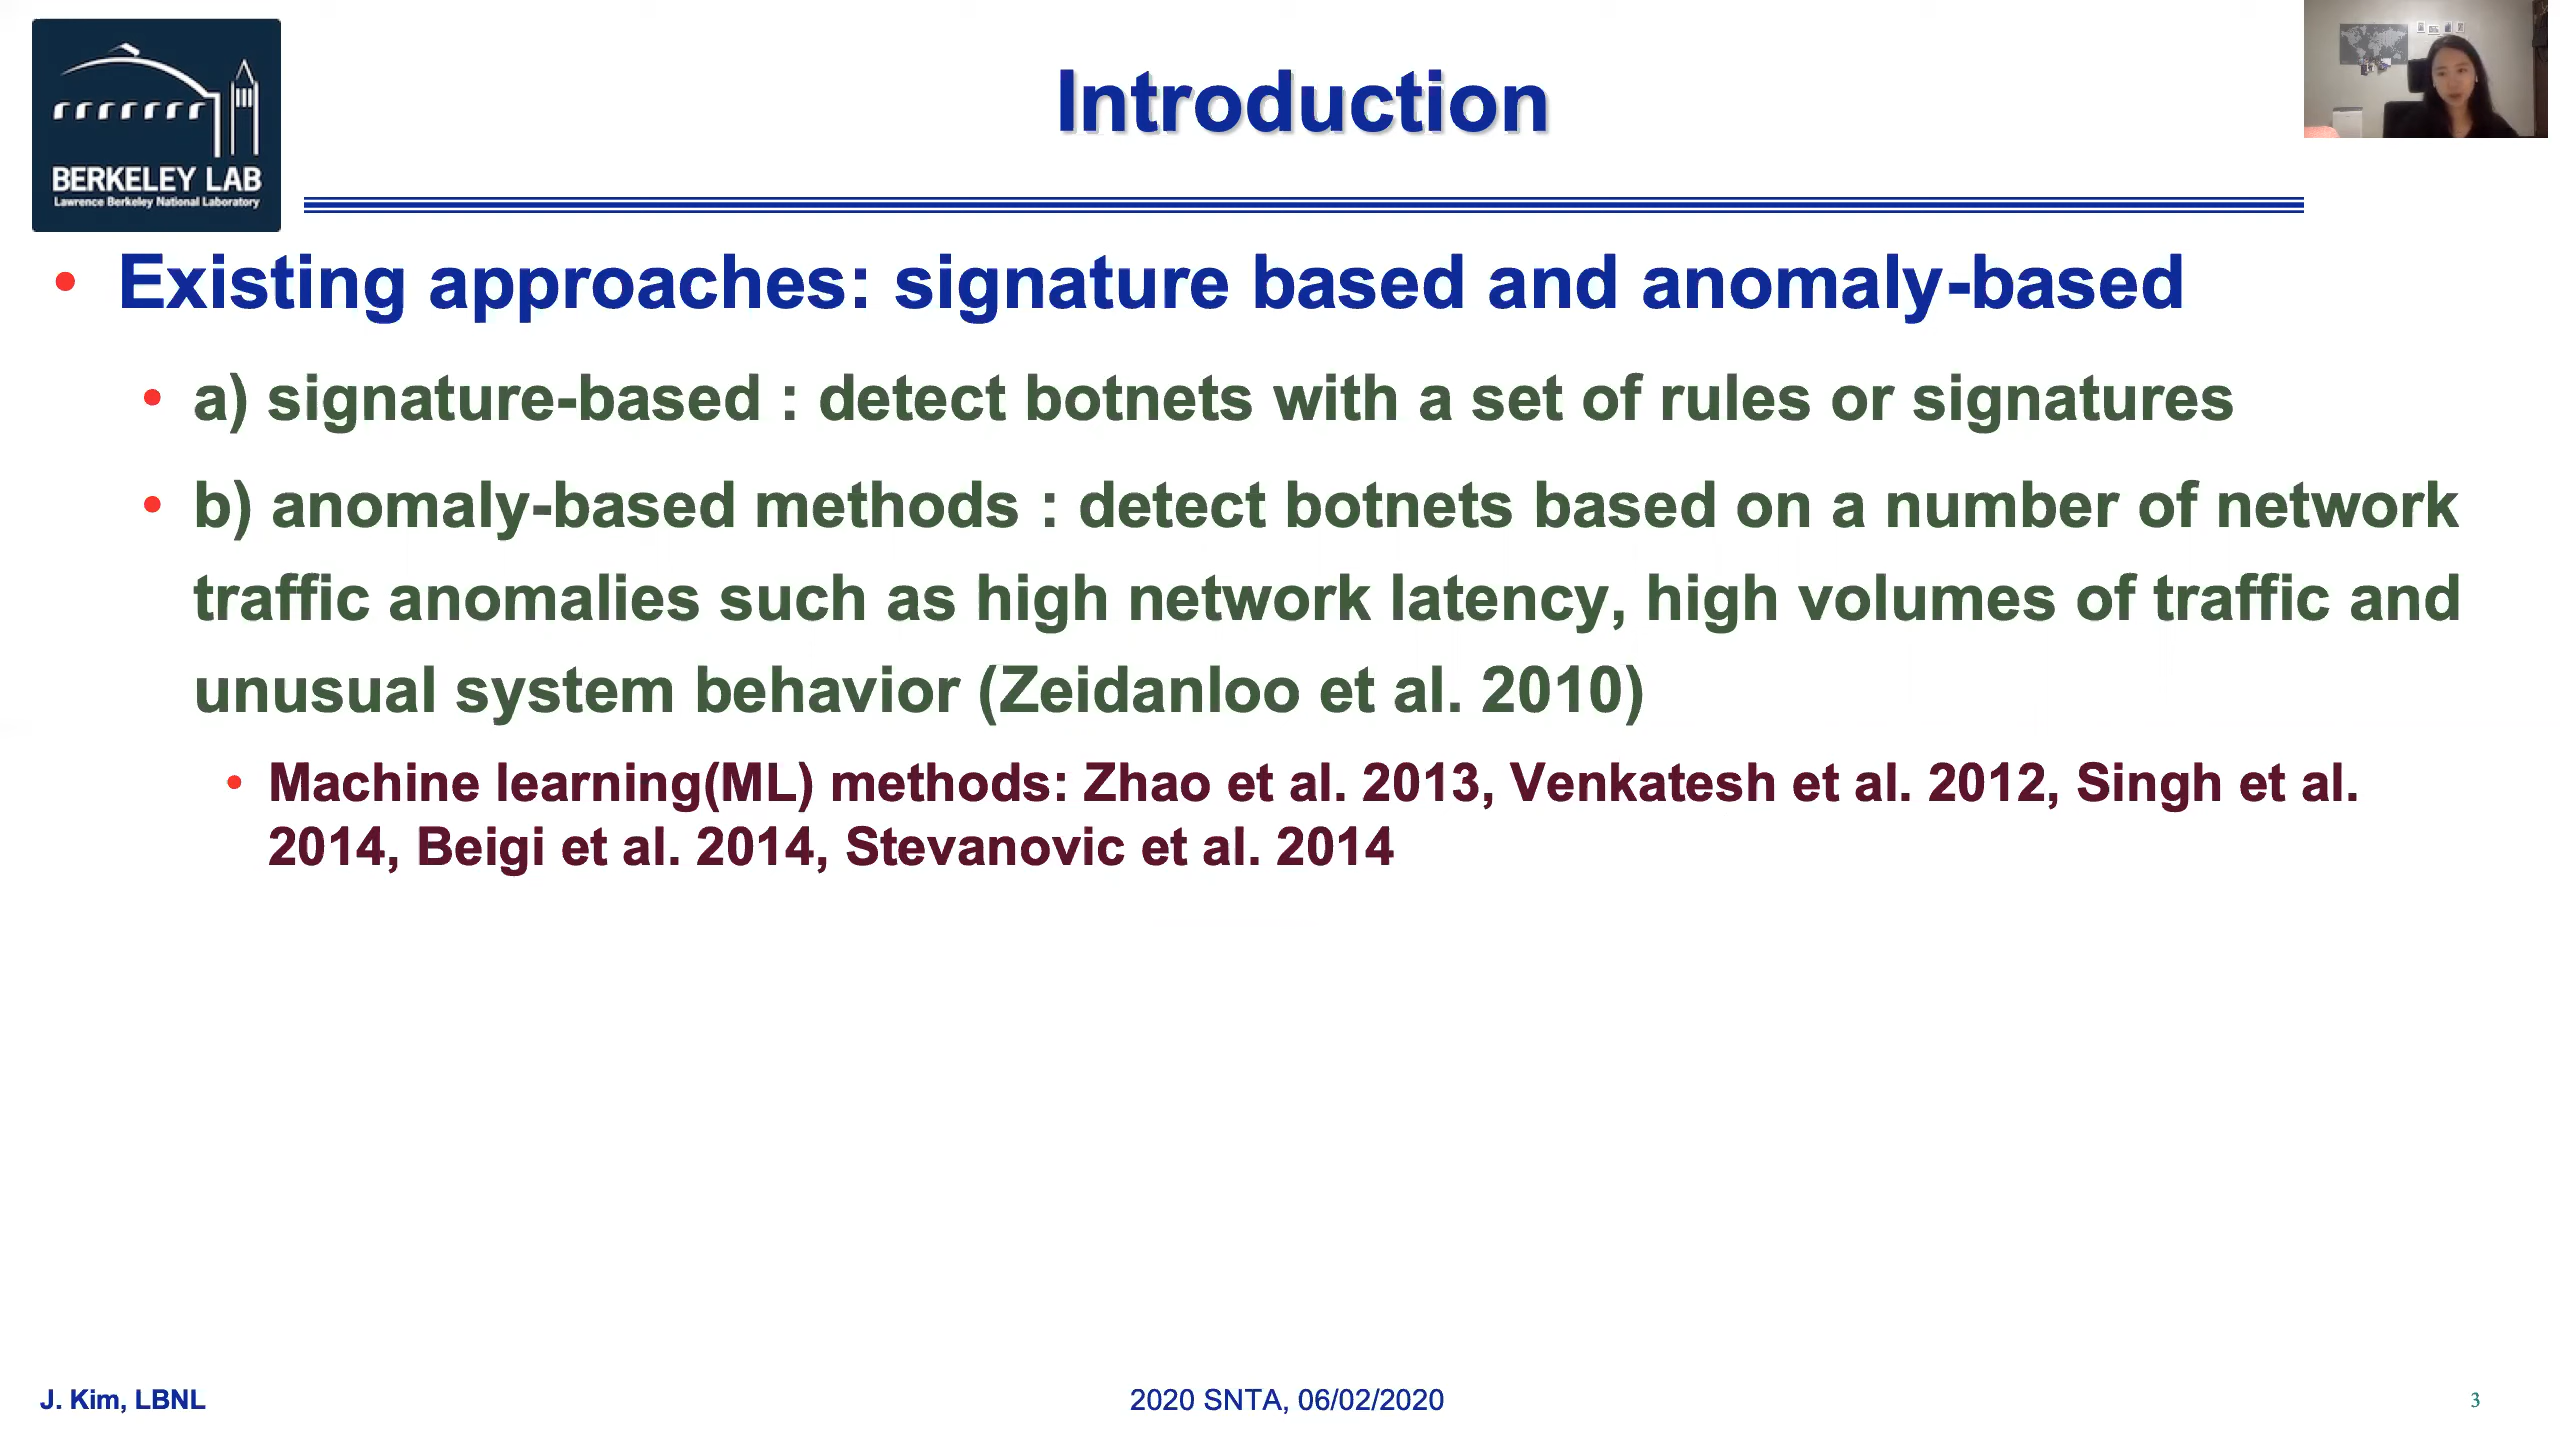 BERKELEY LAB
Lawrence Berkeley National Laboratory
Introduction
• Existing approaches: signature based and anomaly-based
• a) signature-based : detect botnets with a set of rules or signatures
• b) anomaly-based methods : detect botnets based on a number of network
traffic anomalies such as high network latency, high volumes of traffic and
unusual system behavior (Zeidanloo et al. 2010)
• Machine learning(ML) methods: Zhao et al. 2013, Venkatesh et al. 2012, Singh et al.
2014, Beigi et al. 2014, Stevanovic et al. 2014
J. Kim, LBNL
2020 SNTA, 06/02/2020
3